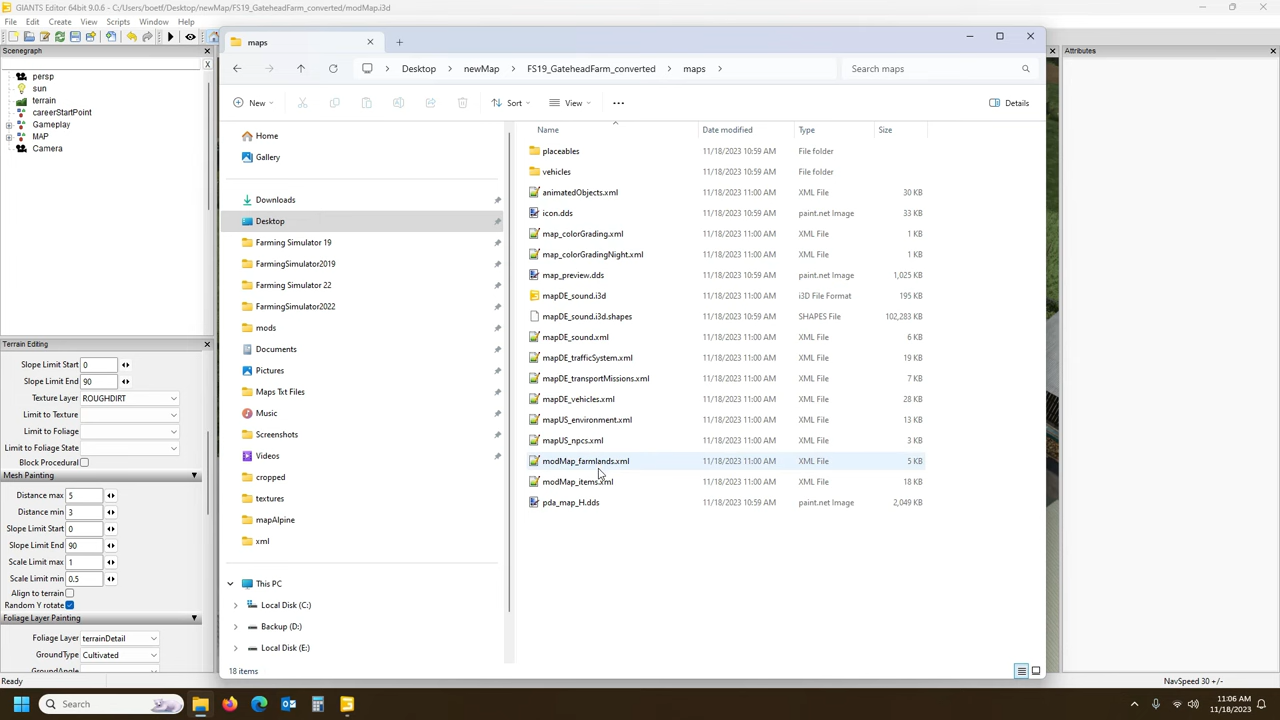 GIANTS Editor 64bit 9.0.6 - C:/Users/boetf/Desktop/newMap/FS19_GateheadFarm_converted/modMap.i3d
File Edit Create View Scripts Window Help
Scenegraph
X
persp
sun
terrain
careerStartPoint
Gameplay
MAP
Camera
Terrain Editing
Slope Limit Start 0
Slope Limit End 90
Texture Layer ROUGHDIRT
Limit to Texture
Limit to Foliage
Limit to Foliage State
Block Procedural
Mesh Painting
Distance max 5
Distance min 3
Slope Limit Start 0
Slope Limit End 90
Scale Limit max 1
Scale Limit min 0.5
Align to terrain
Random Y rotate
Foliage Layer Painting
Foliage Layer terrainDetail
GroundType Cultivated
GroundAngle
Ready
maps
Desktop > newMap > FS19_GateheadFarm_converted > maps >
Search maps
New Sort View Details
Home
Gallery
Downloads
Desktop
Farming Simulator 19
FarmingSimulator2019
Farming Simulator 22
FarmingSimulator2022
mods
Documents
Pictures
Maps Txt Files
Music
Screenshots
Videos
cropped
textures
mapAlpine
xml
This PC
Local Disk (C:)
Backup (D:)
Local Disk (E:)
Name Date modified Type Size
placeables 11/18/2023 10:59 AM File folder
vehicles 11/18/2023 10:59 AM File folder
animatedObjects.xml 11/18/2023 11:00 AM XML File 30 KB
icon.dds 11/18/2023 10:59 AM paint.net Image 33 KB
map_colorGrading.xml 11/18/2023 11:00 AM XML File 1 KB
map_colorGradingNight.xml 11/18/2023 11:00 AM XML File 1 KB
map_preview.dds 11/18/2023 10:59 AM paint.net Image 1,025 KB
mapDE_sound.i3d 11/18/2023 11:00 AM i3D File Format 195 KB
mapDE_sound.i3d.shapes 11/18/2023 10:59 AM SHAPES File 102,283 KB
mapDE_sound.xml 11/18/2023 11:00 AM XML File 6 KB
mapDE_trafficSystem.xml 11/18/2023 11:00 AM XML File 19 KB
mapDE_transportMissions.xml 11/18/2023 11:00 AM XML File 7 KB
mapDE_vehicles.xml 11/18/2023 11:00 AM XML File 28 KB
mapUS_environment.xml 11/18/2023 11:00 AM XML File 13 KB
mapUS_npcs.xml 11/18/2023 11:00 AM XML File 3 KB
modMap_farmlands.xml 11/18/2023 11:00 AM XML File 5 KB
modMap_items.xml 11/18/2023 11:00 AM XML File 18 KB
pda_map_H.dds 11/18/2023 10:59 AM paint.net Image 2,049 KB
18 items
Attributes
NavSpeed 30 +/-
Search
11:06 AM
11/18/2023